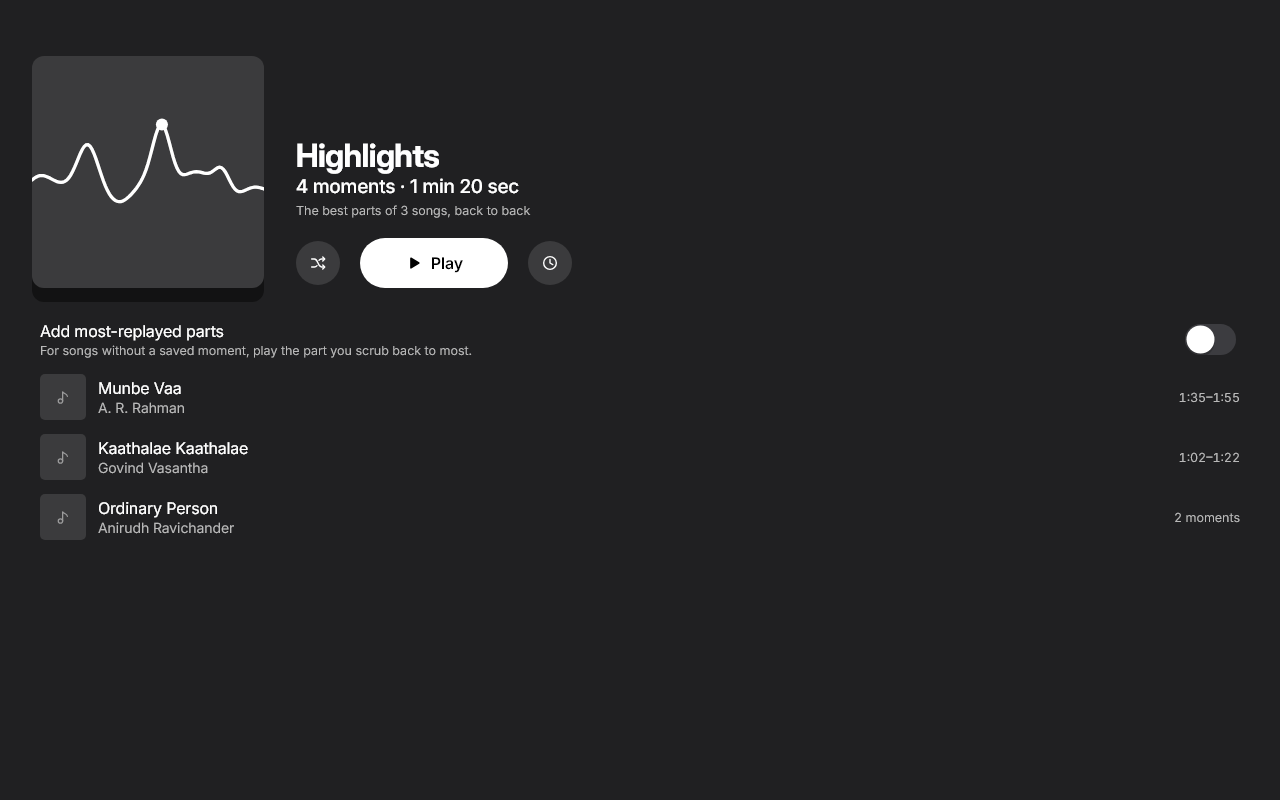 Highlights
4 moments · 1 min 20 sec
The best parts of 3 songs, back to back
Play
Add most-replayed parts
For songs without a saved moment, play the part you scrub back to most.
Munbe Vaa
A. R. Rahman
1:35–1:55
Kaathalae Kaathalae
Govind Vasantha
1:02–1:22
Ordinary Person
Anirudh Ravichander
2 moments